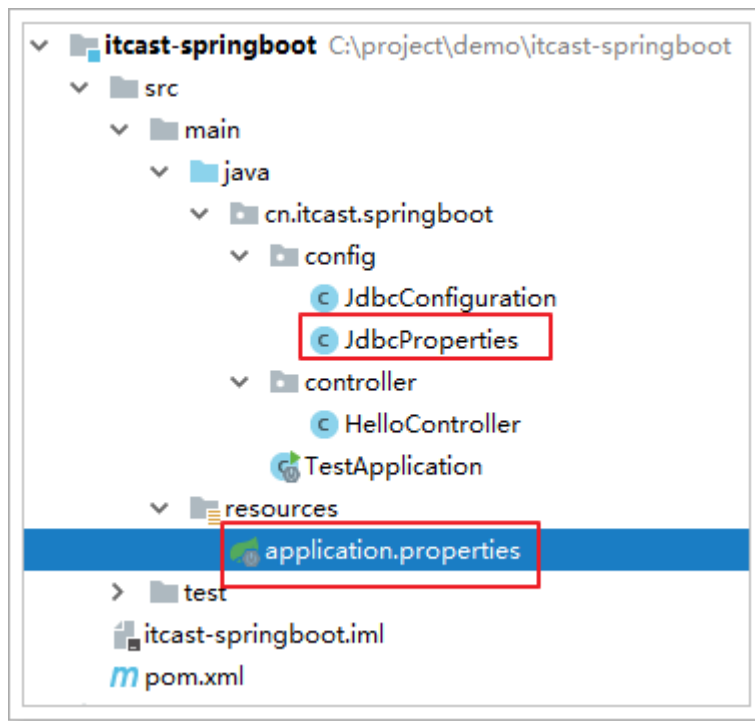 itcast-springboot C:\project\demo\itcast-springboot
src
main
java
cn.itcast.springboot
config
JdbcConfiguration
JdbcProperties
controller
HelloController
TestApplication
resources
application.properties
test
itcast-springboot.iml
pom.xml